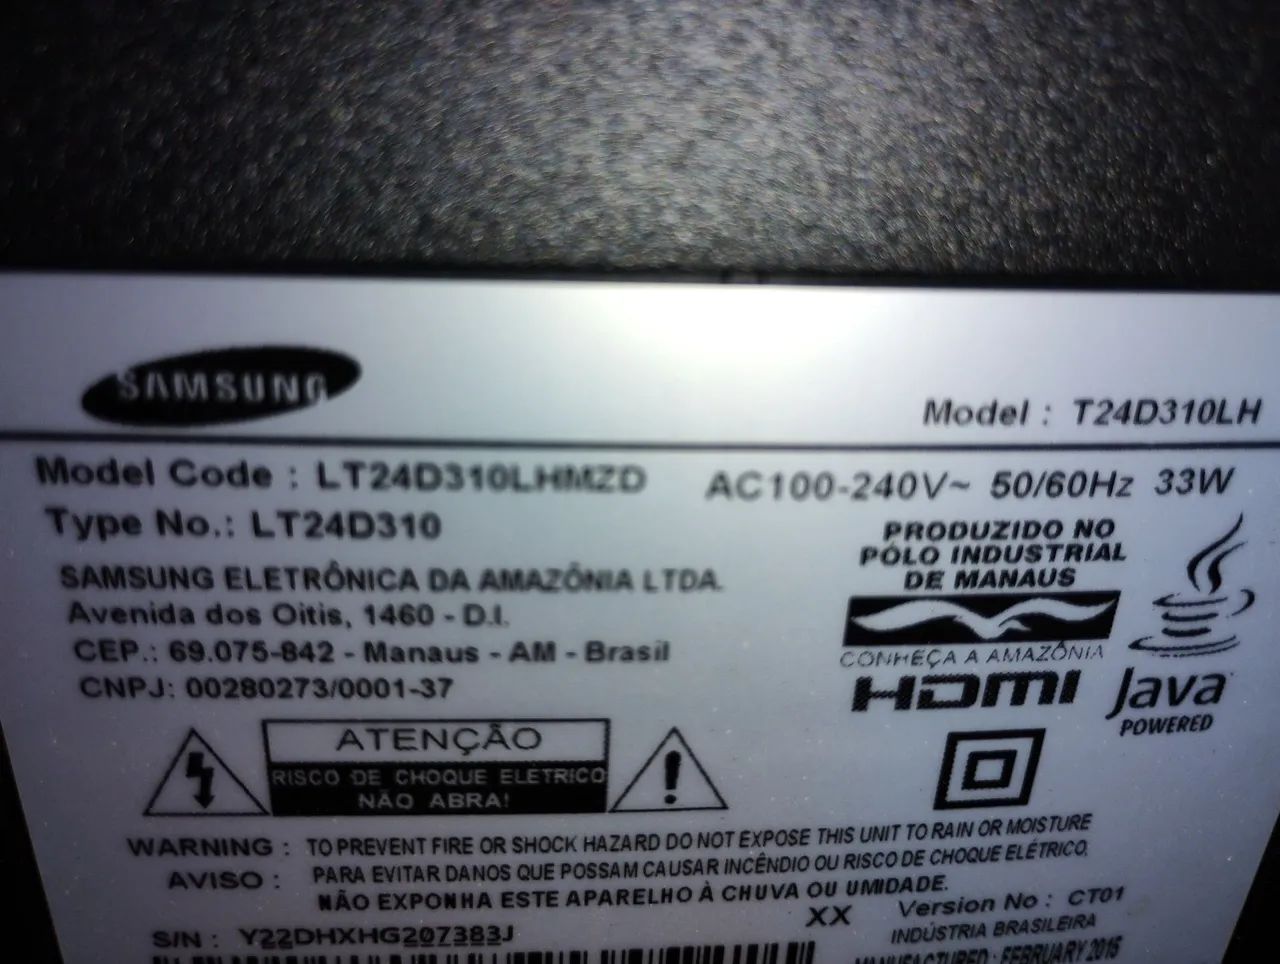 SAMSUNG
Model : T24D310LH
Model Code : LT24D310LHMZD AC100-240V~ 50/60Hz 33W
Type No.: LT24D310
SAMSUNG ELETRÔNICA DA AMAZÔNIA LTDA.
Avenida dos Oitis, 1460 - D.I.
CEP.: 69.075-842 - Manaus - AM - Brasil
CNPJ: 00280273/0001-37
PRODUZIDO NO
PÓLO INDUSTRIAL
DE MANAUS
CONHEÇA A AMAZÔNIA
HDMI
Java
POWERED
ATENÇÃO
RISCO DE CHOQUE ELÉTRICO
NÃO ABRA!
WARNING : TO PREVENT FIRE OR SHOCK HAZARD DO NOT EXPOSE THIS UNIT TO RAIN OR MOISTURE
AVISO : PARA EVITAR DANOS QUE POSSAM CAUSAR INCÊNDIO OU RISCO DE CHOQUE ELÉTRICO.
NÃO EXPONHA ESTE APARELHO À CHUVA OU UMIDADE.
XX Version No : CT01
INDÚSTRIA BRASILEIRA
S/N : Y22DHXHG207383J
MANUFACTURED : FEBRUARY 2015